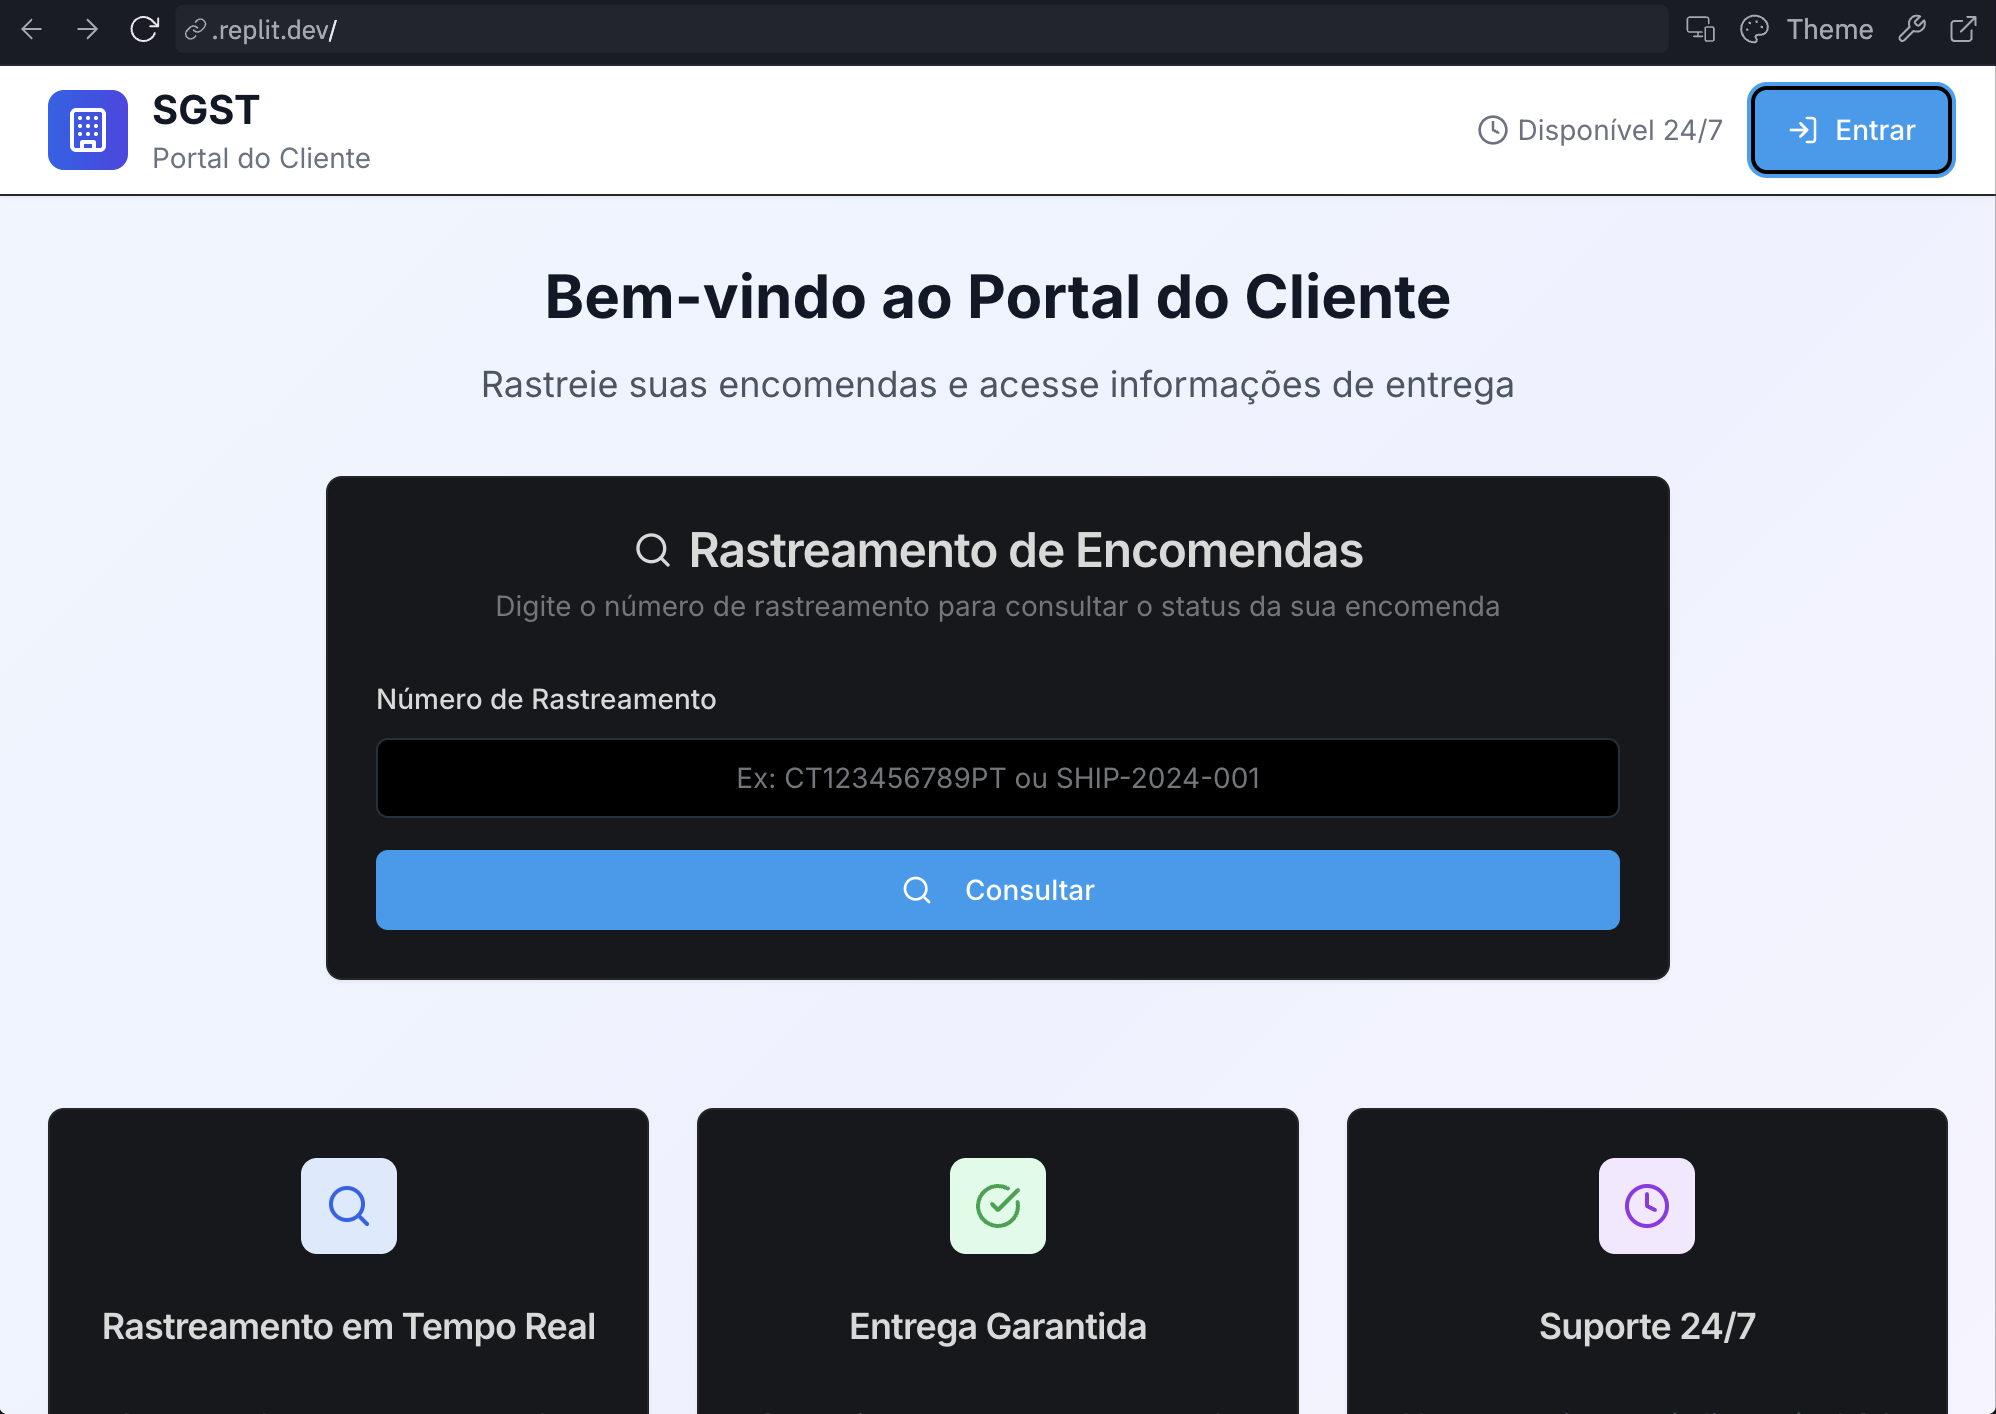 .replit.dev/
Theme
SGST
Portal do Cliente
Disponível 24/7
Entrar
Bem-vindo ao Portal do Cliente
Rastreie suas encomendas e acesse informações de entrega
Rastreamento de Encomendas
Digite o número de rastreamento para consultar o status da sua encomenda
Número de Rastreamento
Ex: CT123456789PT ou SHIP-2024-001
Consultar
Rastreamento em Tempo Real
Entrega Garantida
Suporte 24/7